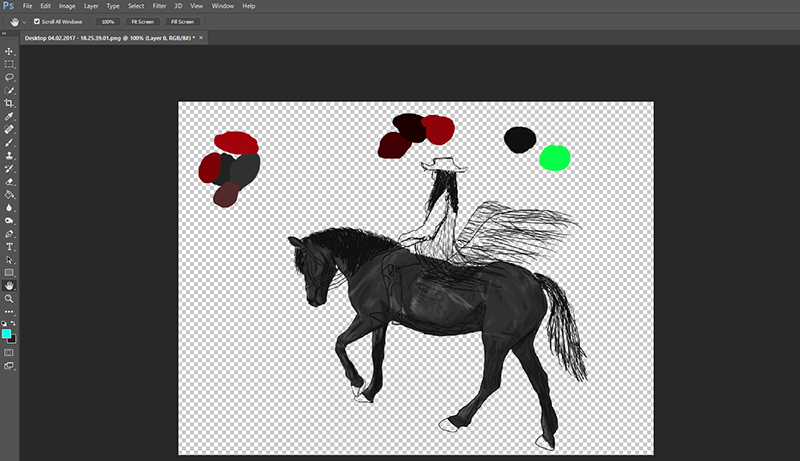 Ps File Edit Image Layer Type Select Filter 3D View Window Help
Scroll All Windows 100% Fit Screen Fill Screen
Desktop 04.02.2017 - 18.25.39.01.png @ 100% (Layer 0, RGB/8#) * ×
T